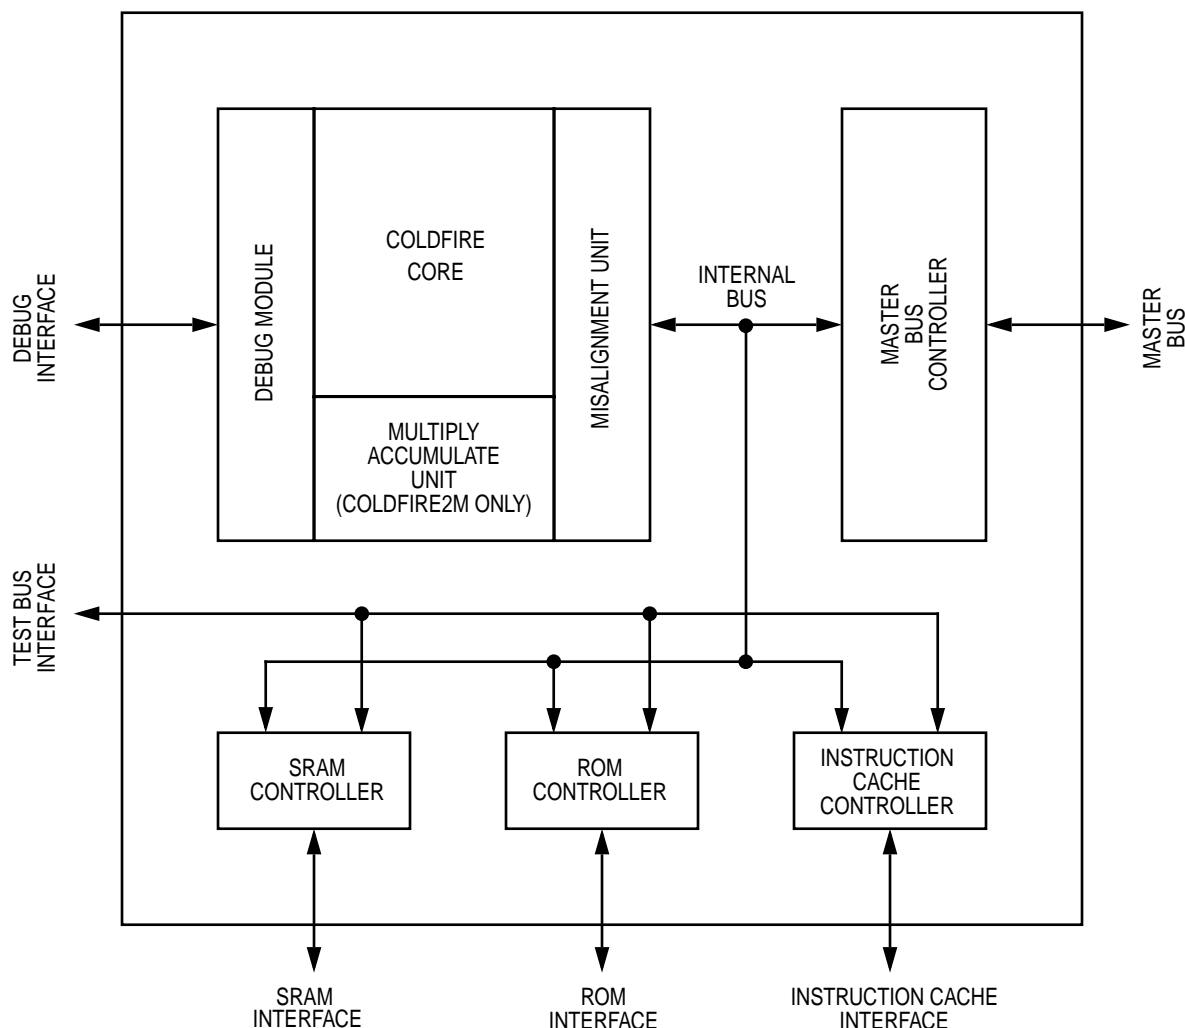 COLDFIRE
CORE
DEBUG MODULE
MISALIGNMENT UNIT
MULTIPLY
ACCUMULATE
UNIT
(COLDFIRE2M ONLY)
INTERNAL
BUS
MASTER
BUS
CONTROLLER
DEBUG
INTERFACE
MASTER
BUS
TEST BUS
INTERFACE
SRAM
CONTROLLER
ROM
CONTROLLER
INSTRUCTION
CACHE
CONTROLLER
SRAM
INTERFACE
ROM
INTERFACE
INSTRUCTION CACHE
INTERFACE